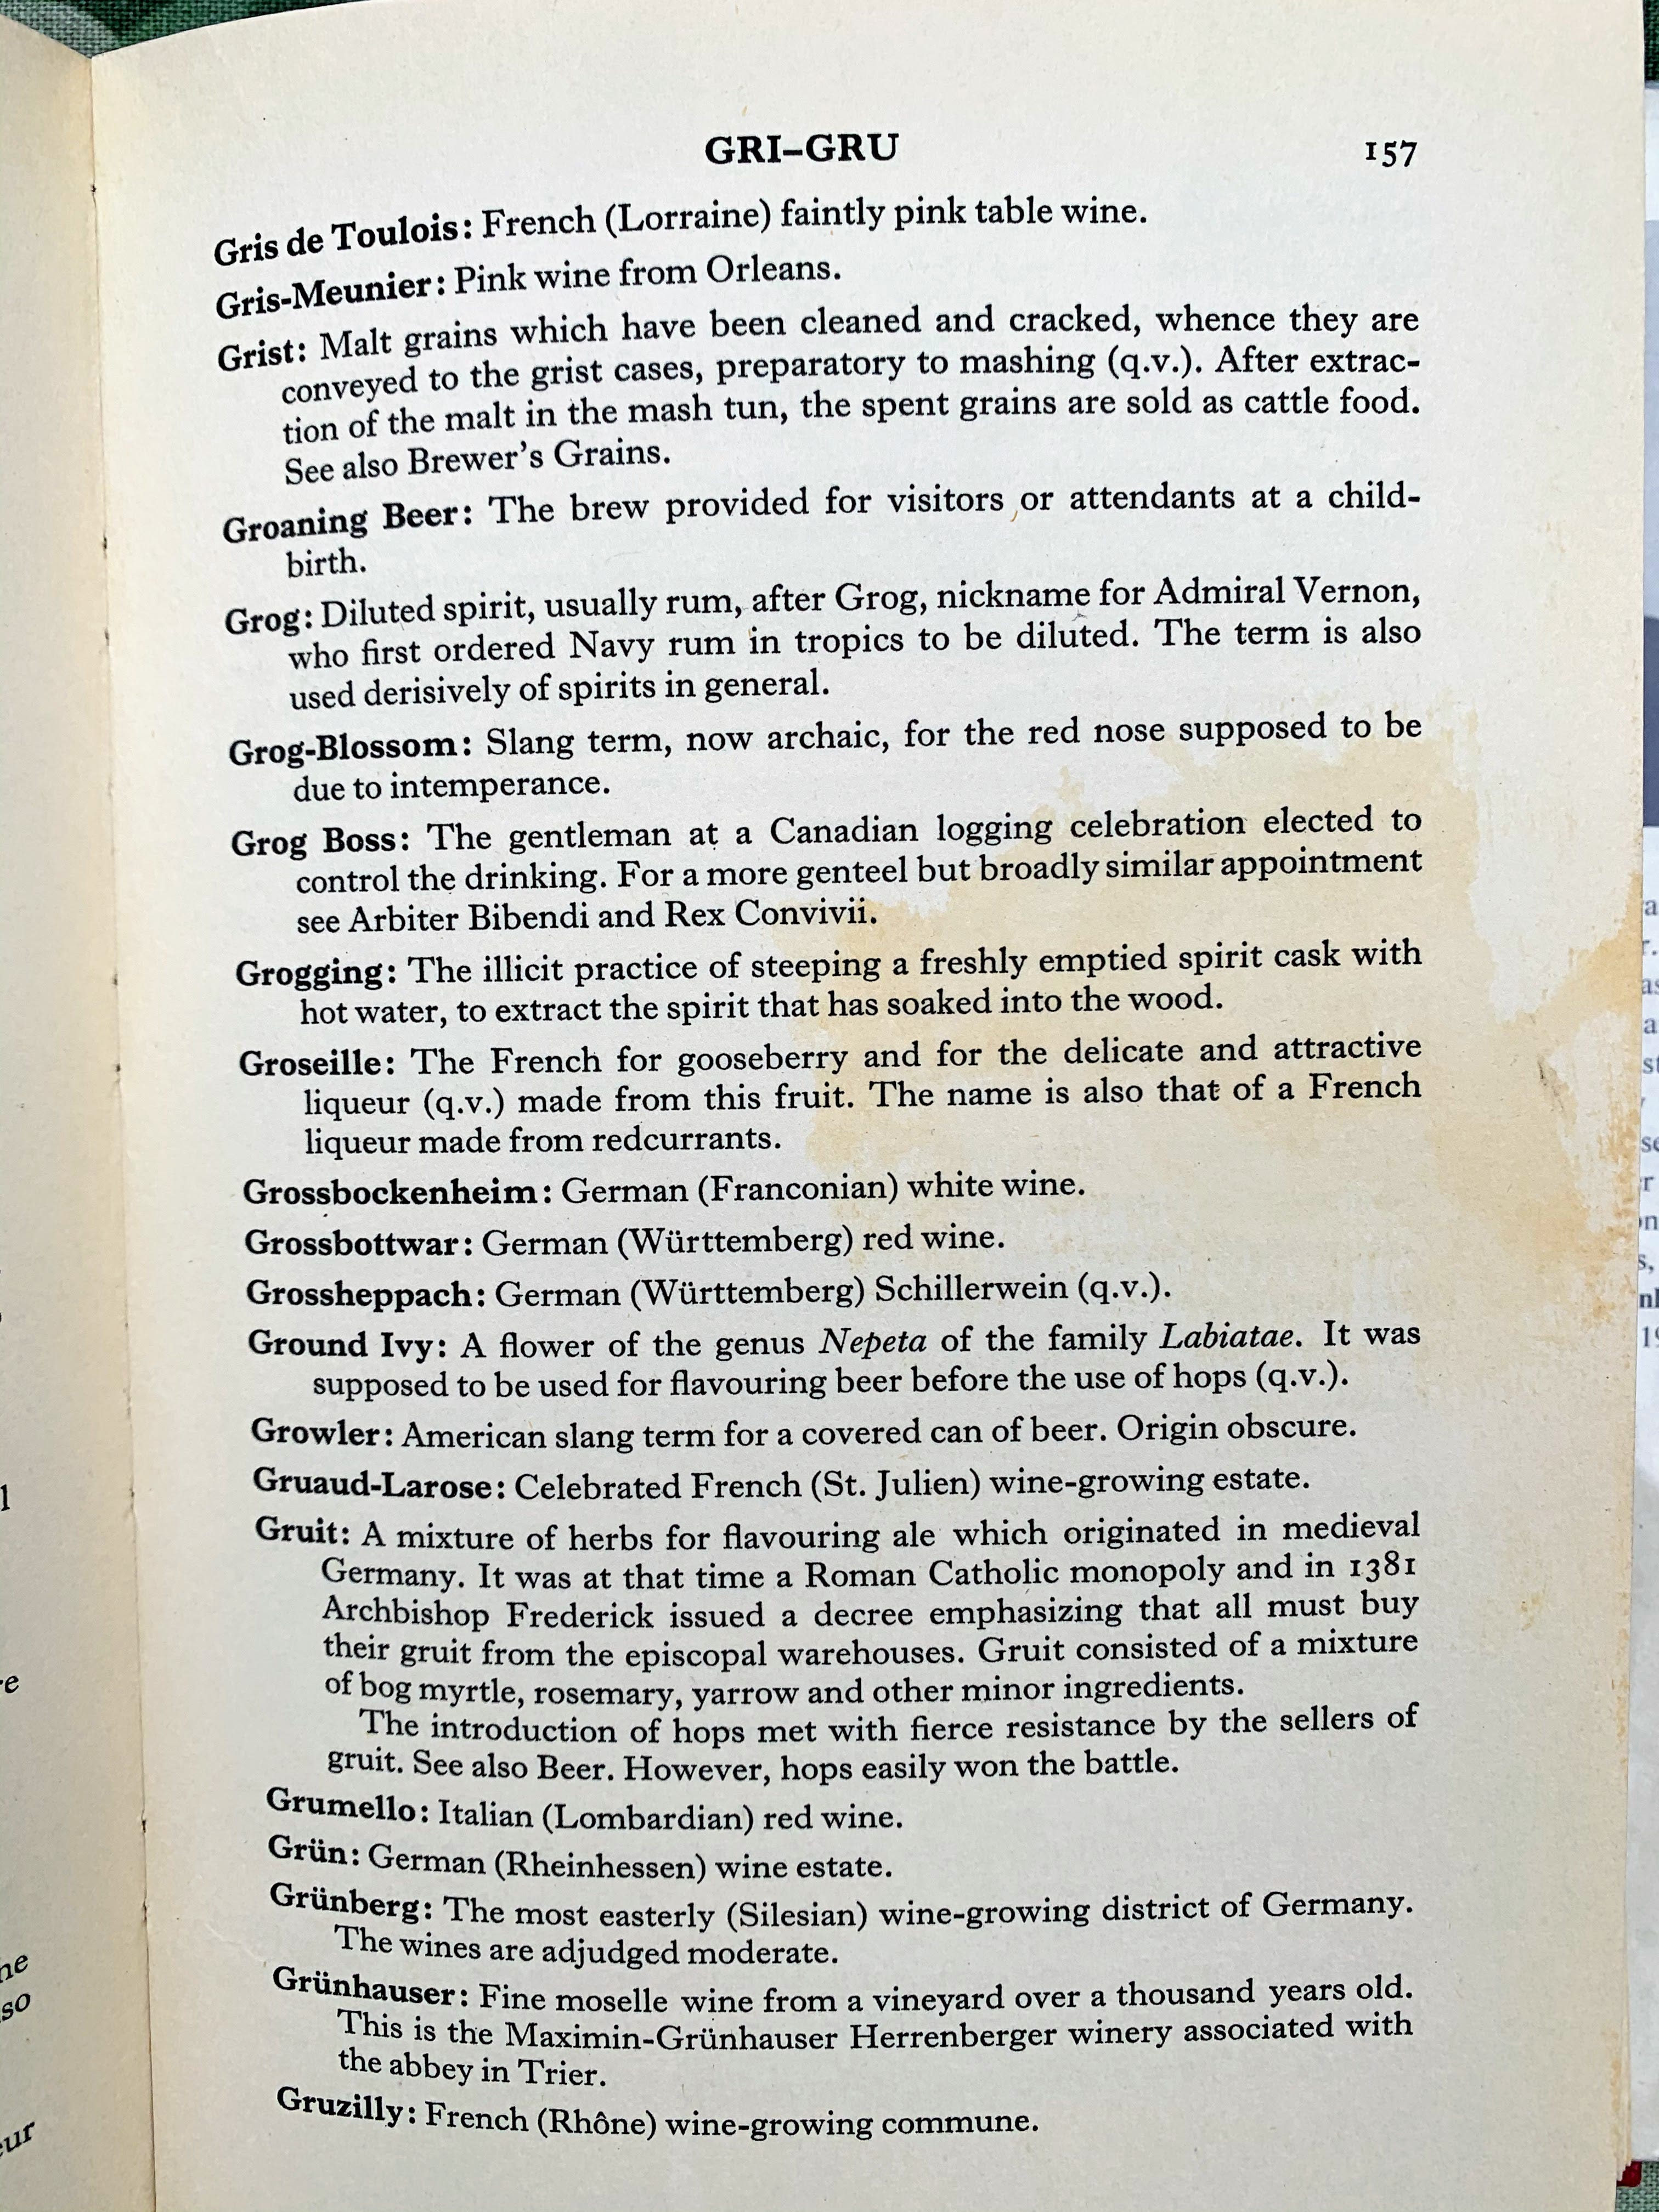 GRI–GRU 157
Gris de Toulois: French (Lorraine) faintly pink table wine.
Gris-Meunier: Pink wine from Orleans.
Grist: Malt grains which have been cleaned and cracked, whence they are
conveyed to the grist cases, preparatory to mashing (q.v.). After extrac-
tion of the malt in the mash tun, the spent grains are sold as cattle food.
See also Brewer's Grains.
Groaning Beer: The brew provided for visitors or attendants at a child-
birth.
Grog: Diluted spirit, usually rum, after Grog, nickname for Admiral Vernon,
who first ordered Navy rum in tropics to be diluted. The term is also
used derisively of spirits in general.
Grog-Blossom: Slang term, now archaic, for the red nose supposed to be
due to intemperance.
Grog Boss: The gentleman at a Canadian logging celebration elected to
control the drinking. For a more genteel but broadly similar appointment
see Arbiter Bibendi and Rex Convivii.
Grogging: The illicit practice of steeping a freshly emptied spirit cask with
hot water, to extract the spirit that has soaked into the wood.
Groseille: The French for gooseberry and for the delicate and attractive
liqueur (q.v.) made from this fruit. The name is also that of a French
liqueur made from redcurrants.
Grossbockenheim: German (Franconian) white wine.
Grossbottwar: German (Württemberg) red wine.
Grossheppach: German (Württemberg) Schillerwein (q.v.).
Ground Ivy: A flower of the genus Nepeta of the family Labiatae. It was
supposed to be used for flavouring beer before the use of hops (q.v.).
Growler: American slang term for a covered can of beer. Origin obscure.
Gruaud-Larose: Celebrated French (St. Julien) wine-growing estate.
Gruit: A mixture of herbs for flavouring ale which originated in medieval
Germany. It was at that time a Roman Catholic monopoly and in 1381
Archbishop Frederick issued a decree emphasizing that all must buy
their gruit from the episcopal warehouses. Gruit consisted of a mixture
of bog myrtle, rosemary, yarrow and other minor ingredients.
The introduction of hops met with fierce resistance by the sellers of
gruit. See also Beer. However, hops easily won the battle.
Grumello: Italian (Lombardian) red wine.
Grün: German (Rheinhessen) wine estate.
Grünberg: The most easterly (Silesian) wine-growing district of Germany.
The wines are adjudged moderate.
Grünhauser: Fine moselle wine from a vineyard over a thousand years old.
This is the Maximin-Grünhauser Herrenberger winery associated with
the abbey in Trier.
Gruzilly: French (Rhône) wine-growing commune.